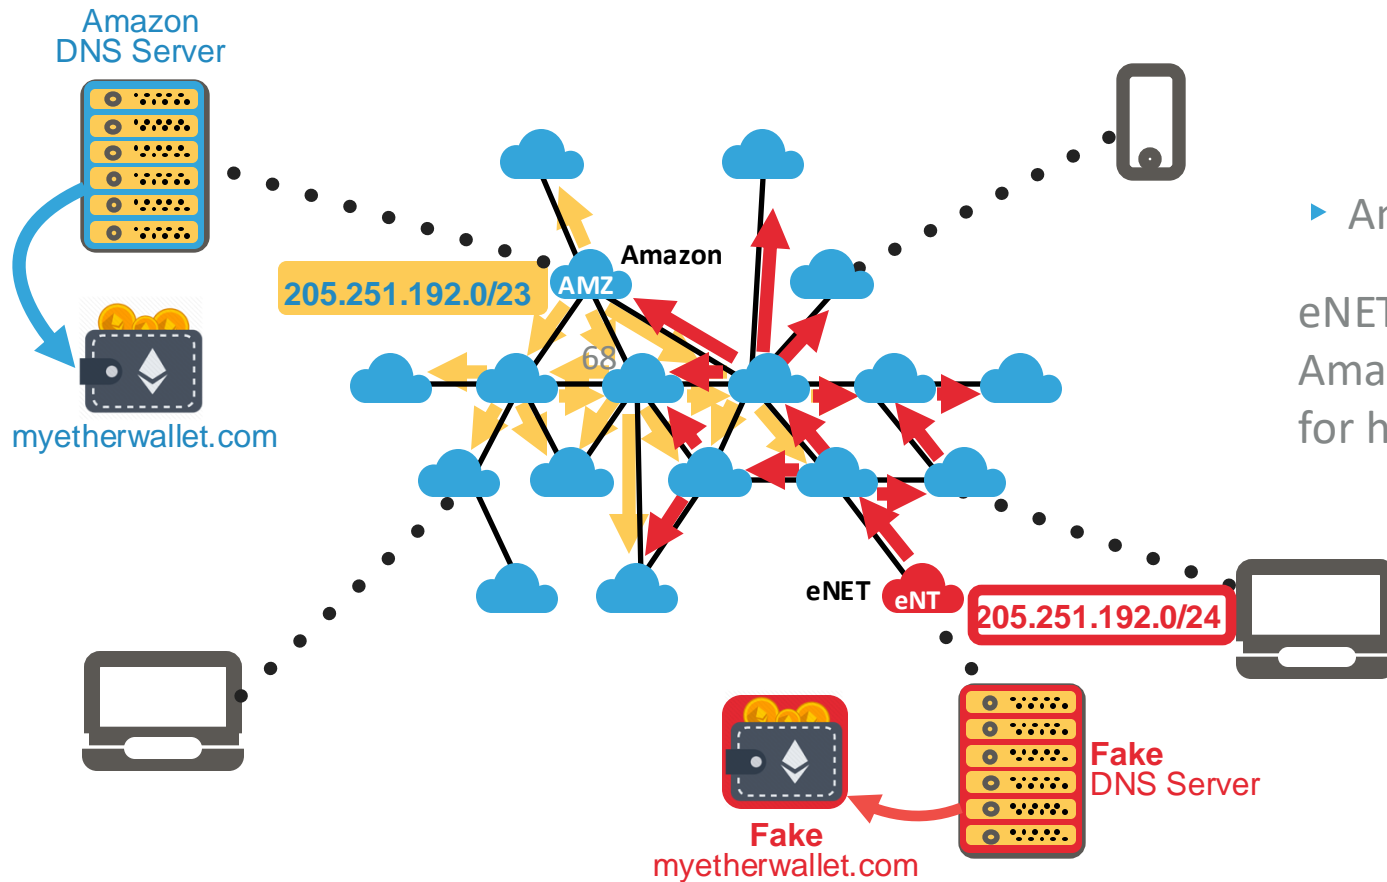 Amazon
DNS Server
Amazon
205.251.192.0/23
AMZ
68
eNET
for h
myetherwallet.com
eNET
eNT
205.251.192.0/24
Fake
DNS Server
Fake
myetherwallet.com